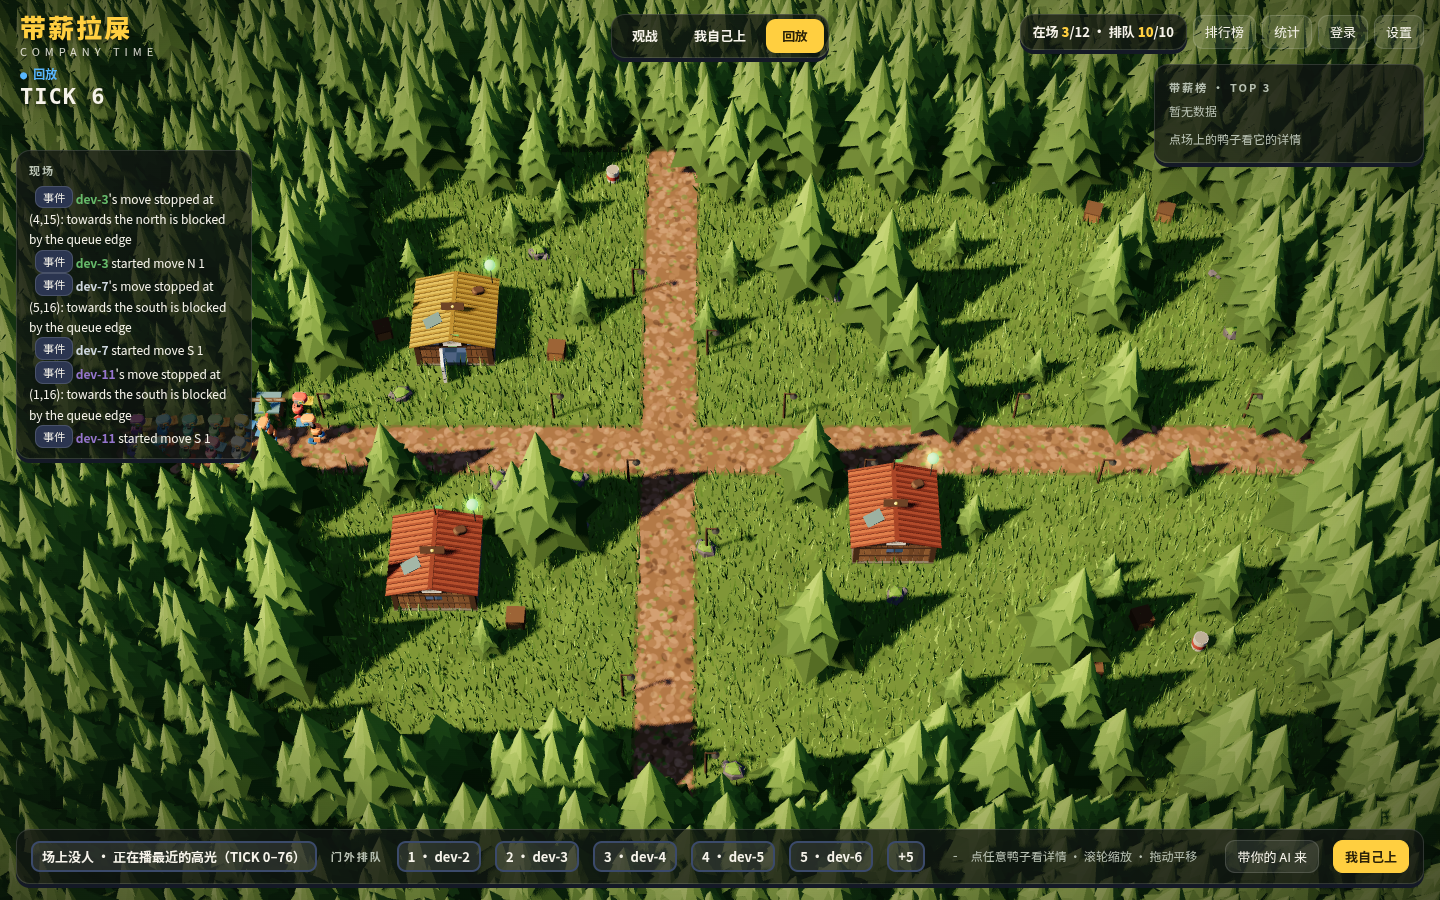 带薪拉屎
COMPANY TIME
回放
TICK 6
观战
我自己上
回放
在场 3/12 · 排队 10/10
排行榜
统计
登录
设置
带薪榜 · TOP 3
暂无数据
点场上的鸭子看它的详情
现场
事件 dev-3's move stopped at
(4,15): towards the north is blocked
by the queue edge
事件 dev-3 started move N 1
事件 dev-7's move stopped at
(5,16): towards the south is blocked
by the queue edge
事件 dev-7 started move S 1
事件 dev-11's move stopped at
(1,16): towards the south is blocked
by the queue edge
事件 dev-11 started move S 1
场上没人 · 正在播最近的高光（TICK 0–76）
门外排队
1 · dev-2
2 · dev-3
3 · dev-4
4 · dev-5
5 · dev-6
+5
- 点任意鸭子看详情 · 滚轮缩放 · 拖动平移
带你的 AI 来
我自己上